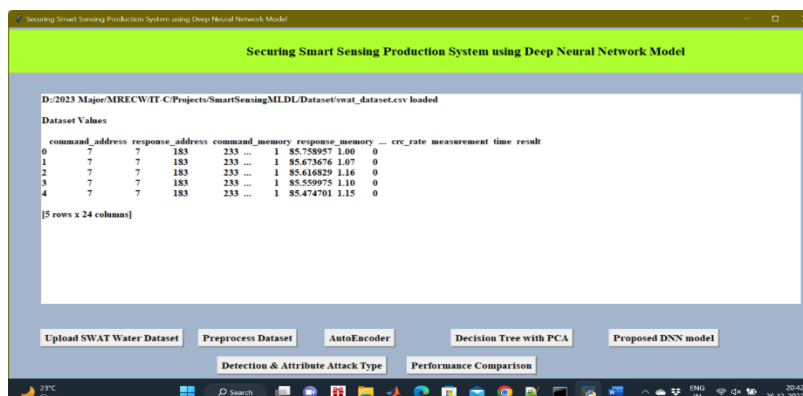 Securing Smart Sensing Production System using Deep Neural Network Model
Securing Smart Sensing Production System using Deep Neural Network Model
D:/2023 Major/MRECW/IT-C/Projects/SmartSensingMLDL/Dataset/swat_dataset.csv loaded
Dataset Values
command_address response_address command_memory response_memory ... crc_rate measurement time result
0 7 7 183 233 ... 1 85.758957 1.00 0
1 7 7 183 233 ... 1 85.673676 1.07 0
2 7 7 183 233 ... 1 85.616829 1.16 0
3 7 7 183 233 ... 1 85.559975 1.10 0
4 7 7 183 233 ... 1 85.474701 1.15 0
[5 rows x 24 columns]
Upload SWAT Water Dataset Preprocess Dataset AutoEncoder Decision Tree with PCA Proposed DNN model
Detection & Attribute Attack Type Performance Comparison
23°C Search ENG 20:42